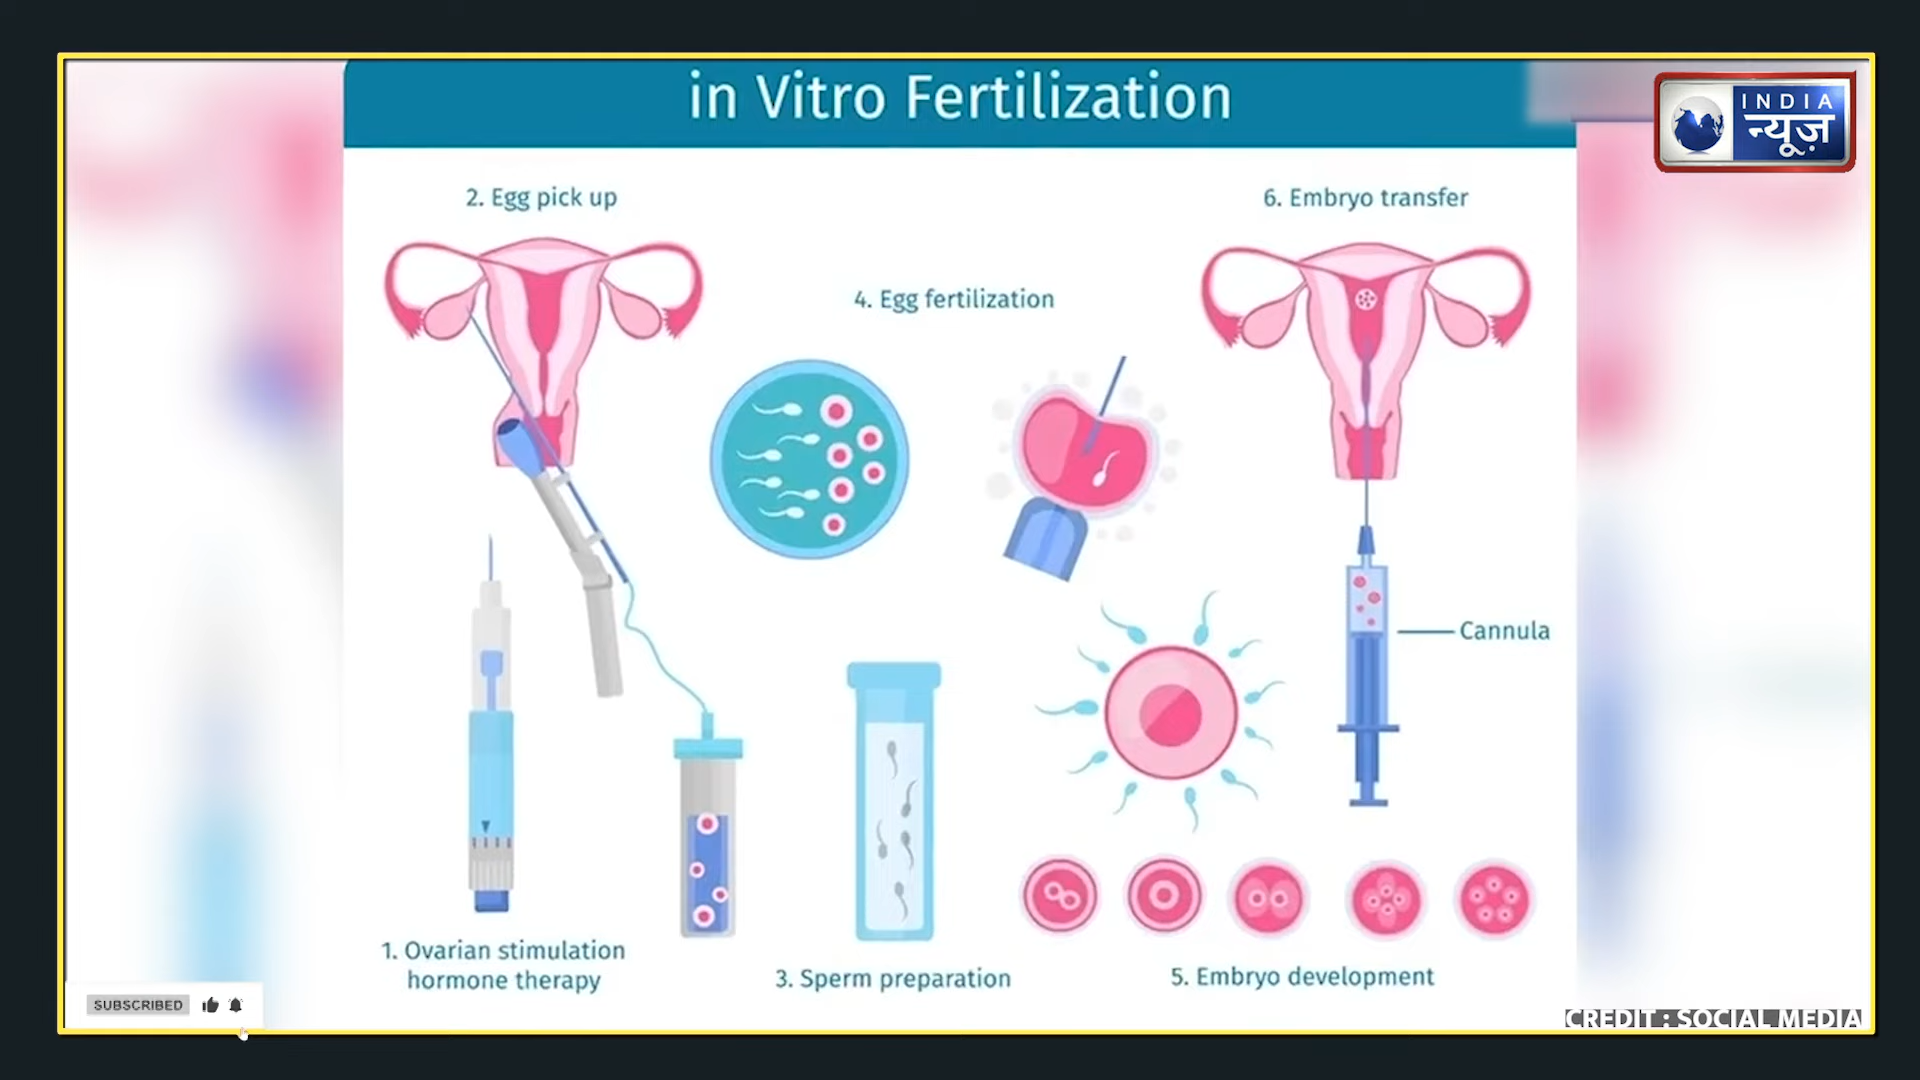 in Vitro Fertilization
INDIA
न्यूज़
2. Egg pick up
6. Embryo transfer
4. Egg fertilization
Cannula
1. Ovarian stimulation
hormone therapy
3. Sperm preparation
5. Embryo development
SUBSCRIBED
CREDIT : SOCIAL MEDIA